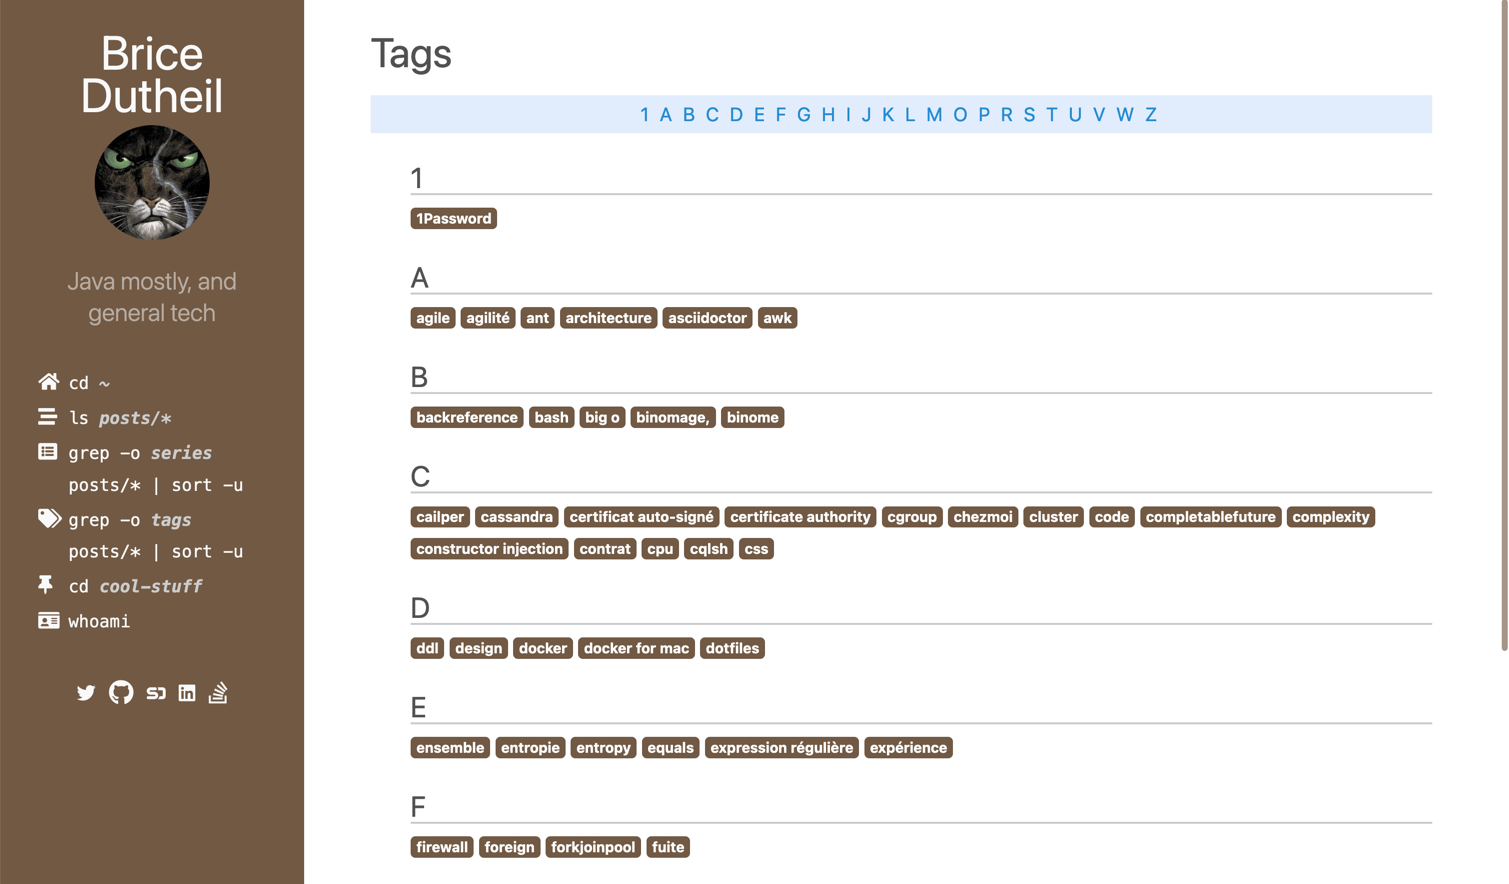 Brice
Dutheil
Java mostly, and
general tech
cd ~
ls posts/*
grep -o series
posts/* | sort -u
grep -o tags
posts/* | sort -u
cd cool-stuff
whoami
Tags
1 A B C D E F G H I J K L M O P R S T U V W Z
1
1Password
A
agile agilité ant architecture asciidoctor awk
B
backreference bash big o binomage, binome
C
cailper cassandra certificat auto-signé certificate authority cgroup chezmoi cluster code completablefuture complexity
constructor injection contrat cpu cqlsh css
D
ddl design docker docker for mac dotfiles
E
ensemble entropie entropy equals expression régulière expérience
F
firewall foreign forkjoinpool fuite